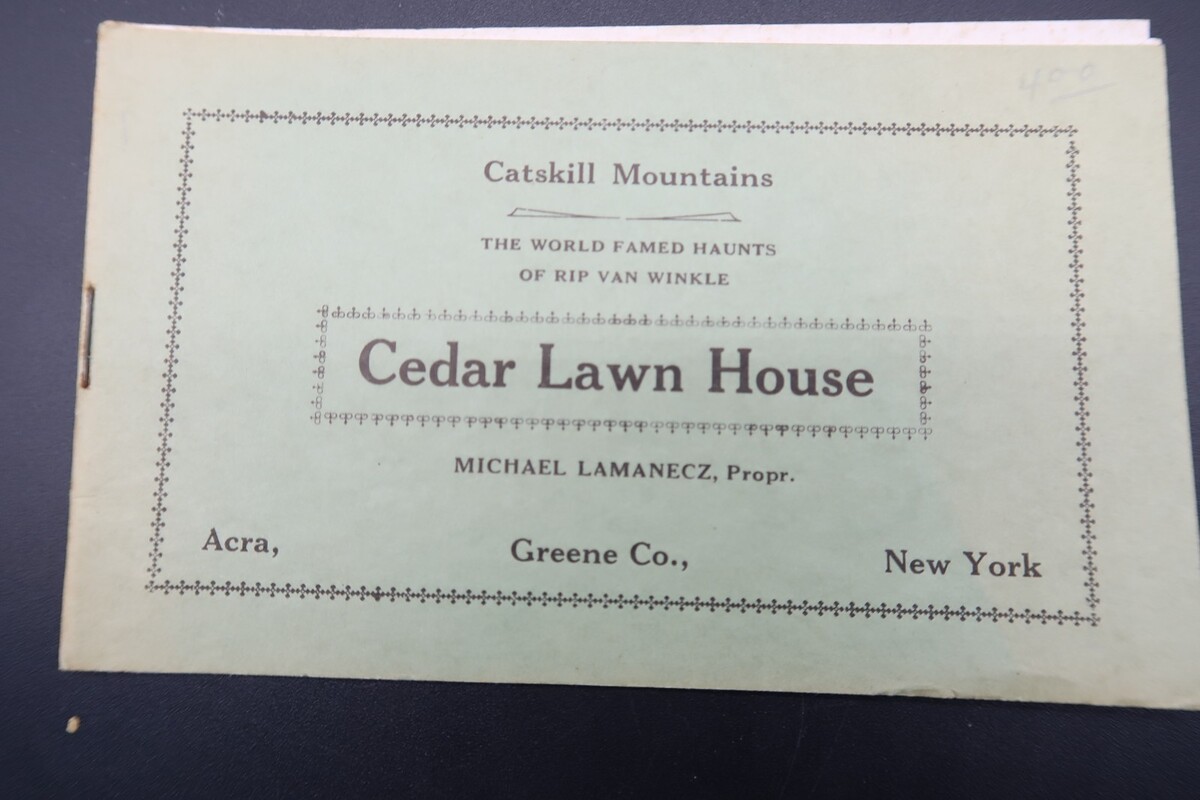 400
Catskill Mountains
THE WORLD FAMED HAUNTS
OF RIP VAN WINKLE
Cedar Lawn House
MICHAEL LAMANECZ, Propr.
Acra, Greene Co., New York